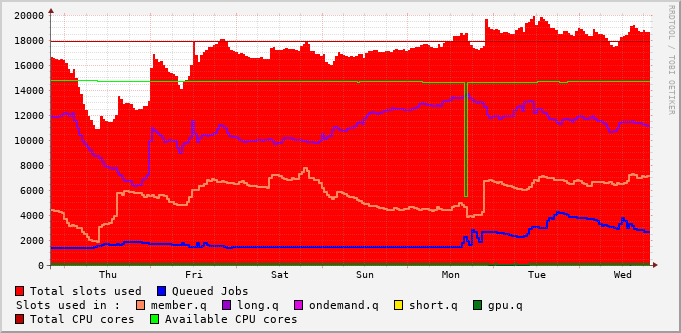 RRDTOOL / TOBI OETIKER
20000
18000
16000
14000
12000
10000
8000
6000
4000
2000
0
Thu Fri Sat Sun Mon Tue Wed
Total slots used Queued Jobs
Slots used in : member.q long.q ondemand.q short.q gpu.q
Total CPU cores Available CPU cores